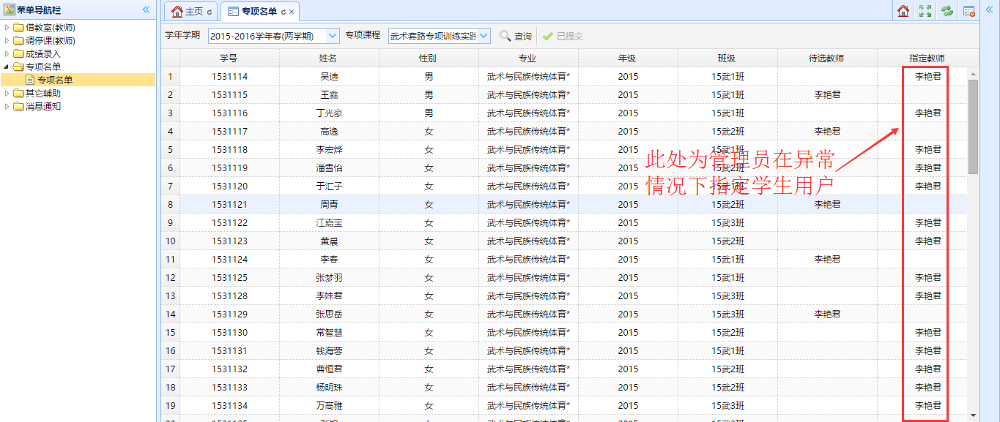 菜单导航栏
借教室(教师)
调停课(教师)
成绩录入
专项名单
专项名单
其它辅助
消息通知
主页 专项名单
学年学期 2015-2016学年春(两学期) 专项课程 武术套路专项训练实践 查询 已提交
学号 姓名 性别 专业 年级 班级 待选教师 指定教师
1 1531114 吴迪 男 武术与民族传统体育* 2015 15武1班 李艳君
2 1531115 王鑫 男 武术与民族传统体育* 2015 15武1班 李艳君
3 1531116 丁光豪 男 武术与民族传统体育* 2015 15武1班 李艳君
4 1531117 高逸 女 武术与民族传统体育* 2015 15武2班 李艳君
5 1531118 李宏烨 女 武术与民族传统体育* 2015 15武1班 李艳君
6 1531119 潘雪怡 女 武术与民族传统体育* 2015 15武2班 李艳君
7 1531120 于汇子 女 武术与民族传统体育* 2015 15武1班 李艳君
8 1531121 周青 女 武术与民族传统体育* 2015 15武2班 李艳君
9 1531122 江嘉宝 女 武术与民族传统体育* 2015 15武3班 李艳君
10 1531123 黄晨 女 武术与民族传统体育* 2015 15武2班 李艳君
11 1531124 李春 女 武术与民族传统体育* 2015 15武1班 李艳君
12 1531125 张梦羽 女 武术与民族传统体育* 2015 15武1班 李艳君
13 1531128 李姝君 女 武术与民族传统体育* 2015 15武3班 李艳君
14 1531129 张思岳 女 武术与民族传统体育* 2015 15武3班 李艳君
15 1531130 常智慧 女 武术与民族传统体育* 2015 15武2班 李艳君
16 1531131 钱海蓉 女 武术与民族传统体育* 2015 15武1班 李艳君
17 1531132 曹恒君 女 武术与民族传统体育* 2015 15武2班 李艳君
18 1531133 杨明珠 女 武术与民族传统体育* 2015 15武2班 李艳君
19 1531134 万高雅 女 武术与民族传统体育* 2015 15武3班 李艳君
此处为管理员在异常
情况下指定学生用户